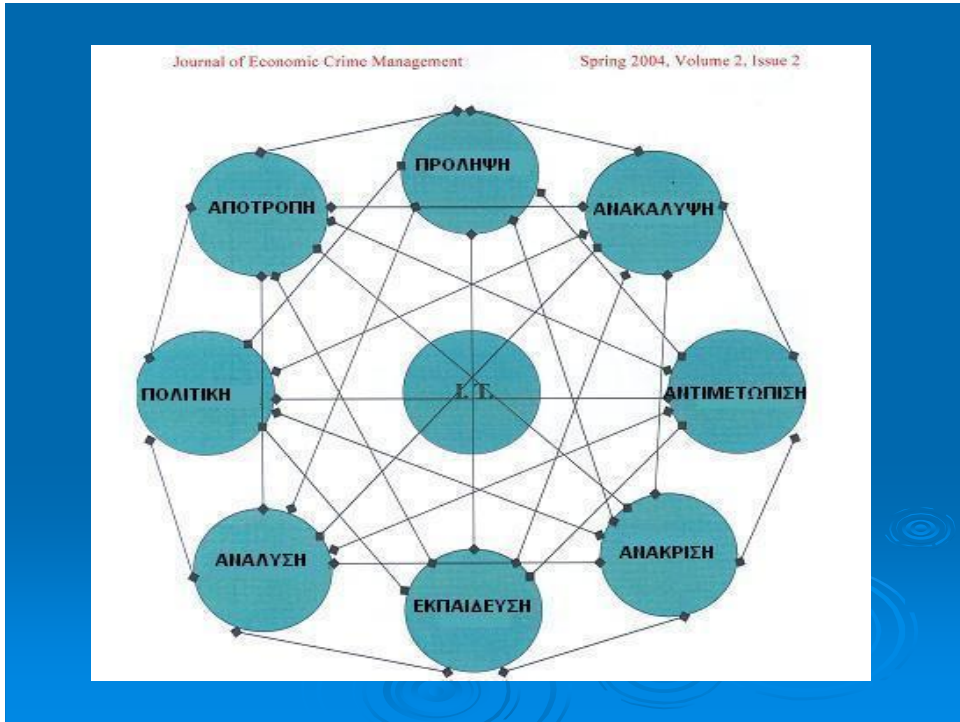 Journal of Economic Crime Management Spring 2004, Volume 2, Issue 2
ΠΡΟΛΗΨΗ
ΑΠΟΤΡΟΠΗ
ΑΝΑΚΑΛΥΨΗ
ΠΟΛΙΤΙΚΗ
I. T.
ΑΝΤΙΜΕΤΩΠΙΣΗ
ΑΝΑΛΥΣΗ
ΑΝΑΚΡΙΣΗ
ΕΚΠΑΙΔΕΥΣΗ